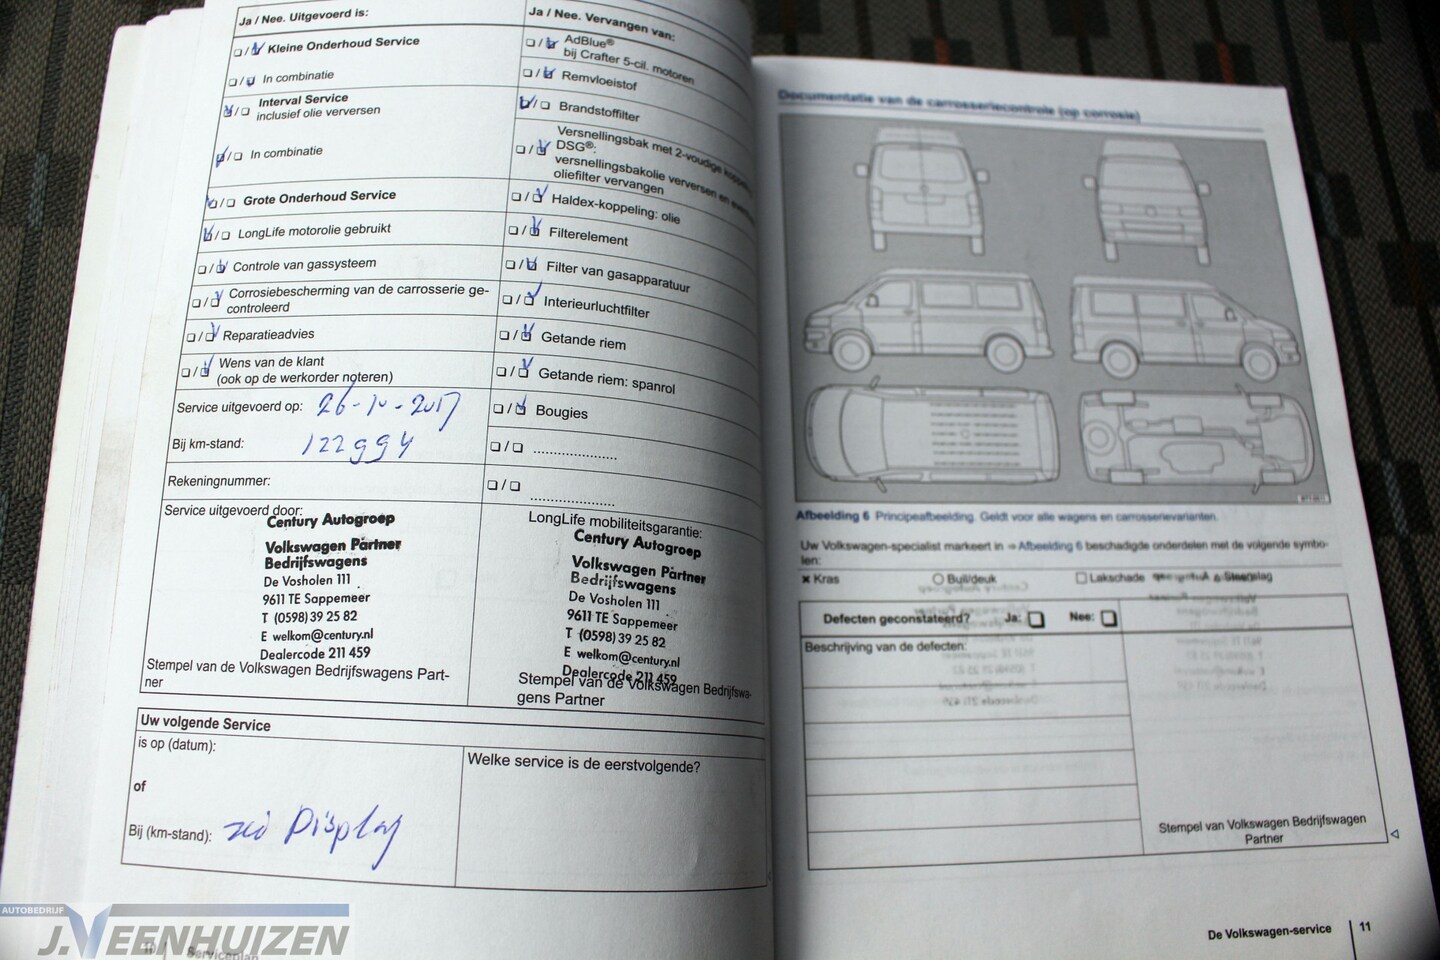 Ja / Nee. Uitgevoerd is:
Kleine Onderhoud Service
In combinatie
Interval Service
inclusief olie verversen
In combinatie
Grote Onderhoud Service
LongLife motorolie gebruikt
Controle van gassysteem
Corrosiebescherming van de carrosserie ge-
controleerd
Reparatieadvies
Wens van de klant
(ook op de werkorder noteren)
Service uitgevoerd op: 26-10-2017
Bij km-stand: 122994
Rekeningnummer:
Service uitgevoerd door:
Century Autogroep
Volkswagen Partner
Bedrijfswagens
De Vosholen 111
9611 TE Sappemeer
T (0598) 39 25 82
E welkom@century.nl
Dealercode 211 459
Stempel van de Volkswagen Bedrijfswagens Part-
ner
Ja / Nee. Vervangen van:
AdBlue®
bij Crafter 5-cil. motoren
Remvloeistof
Brandstoffilter
Versnellingsbak met 2-voudige
DSG®:
versnellingsbakolie verversen en
oliefilter vervangen
Haldex-koppeling: olie
Filterelement
Filter van gasapparatuur
Interieurluchtfilter
Getande riem
Getande riem: spanrol
Bougies
LongLife mobiliteitsgarantie:
Century Autogroep
Volkswagen Partner
Bedrijfswagens
De Vosholen 111
9611 TE Sappemeer
T (0598) 39 25 82
E welkom@century.nl
Dealercode 211 459
Stempel van de Volkswagen Bedrijfswa-
gens Partner
Uw volgende Service
is op (datum):
of
Bij (km-stand): zie Display
Welke service is de eerstvolgende?
Documentatie van de carrosseriecontrole (op corrosie)
Afbeelding 6 Principeafbeelding. Geldt voor alle wagens en carrosserievarianten.
Uw Volkswagen-specialist markeert in ⇒ Afbeelding 6 beschadigde onderdelen met de volgende symbo-
len:
Kras Buil/deuk Lakschade Steenslag
Defecten geconstateerd? Ja: Nee:
Beschrijving van de defecten:
Stempel van Volkswagen Bedrijfswagen
Partner
De Volkswagen-service 11
AUTOBEDRIJF
J. VEENHUIZEN
Serviceplan